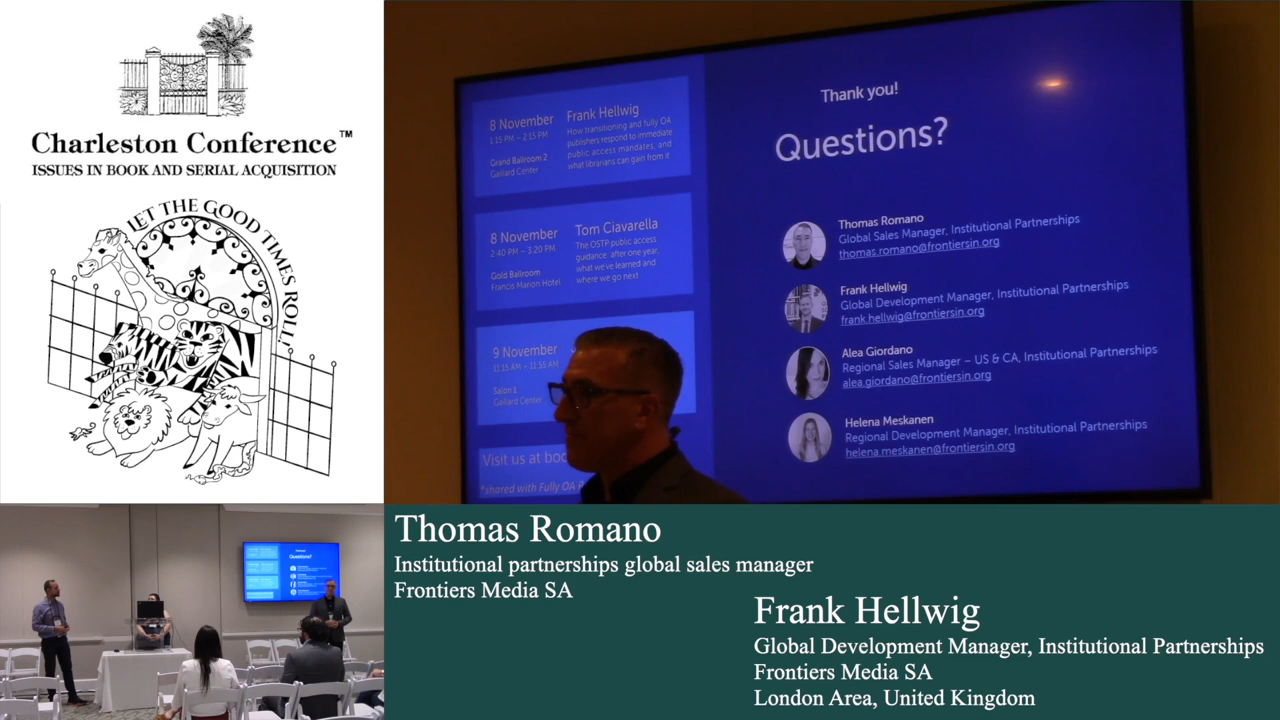 Charleston Conference™
ISSUES IN BOOK AND SERIAL ACQUISITION
LET THE GOOD TIMES ROLL!
8 November
1:15 PM – 2:15 PM
Grand Ballroom 2
Gaillard Center
Frank Hellwig
How transitioning and fully OA
publishers respond to immediate
public access mandates, and
what librarians can gain from it
8 November
2:40 PM – 3:20 PM
Gold Ballroom
Francis Marion Hotel
Tom Ciavarella
The OSTP public access
guidance: after one year,
what we've learned and
where we go next
9 November
11:15 AM – 11:55 AM
Salon 1
Gaillard Center
Visit us at
*shared with Fully OA
Thank you!
Questions?
Thomas Romano
Global Sales Manager, Institutional Partnerships
thomas.romano@frontiersin.org
Frank Hellwig
Global Development Manager, Institutional Partnerships
frank.hellwig@frontiersin.org
Alea Giordano
Regional Sales Manager – US & CA, Institutional Partnerships
alea.giordano@frontiersin.org
Helena Meskanen
Regional Development Manager, Institutional Partnerships
helena.meskanen@frontiersin.org
Questions?
Thomas Romano
Institutional partnerships global sales manager
Frontiers Media SA
Frank Hellwig
Global Development Manager, Institutional Partnerships
Frontiers Media SA
London Area, United Kingdom